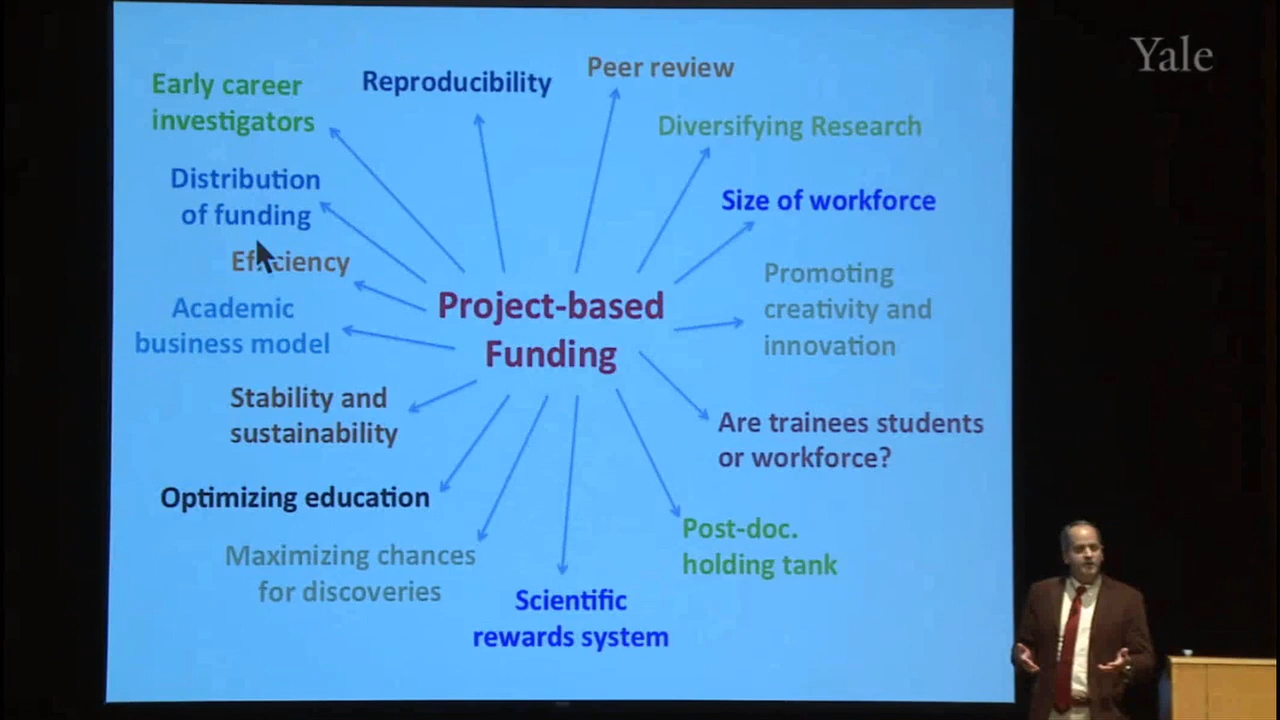 Yale
Early career
investigators
Reproducibility
Peer review
Diversifying Research
Distribution
of funding
Size of workforce
Efficiency
Promoting
creativity and
innovation
Academic
business model
Project-based
Funding
Stability and
sustainability
Are trainees students
or workforce?
Optimizing education
Post-doc.
holding tank
Maximizing chances
for discoveries
Scientific
rewards system